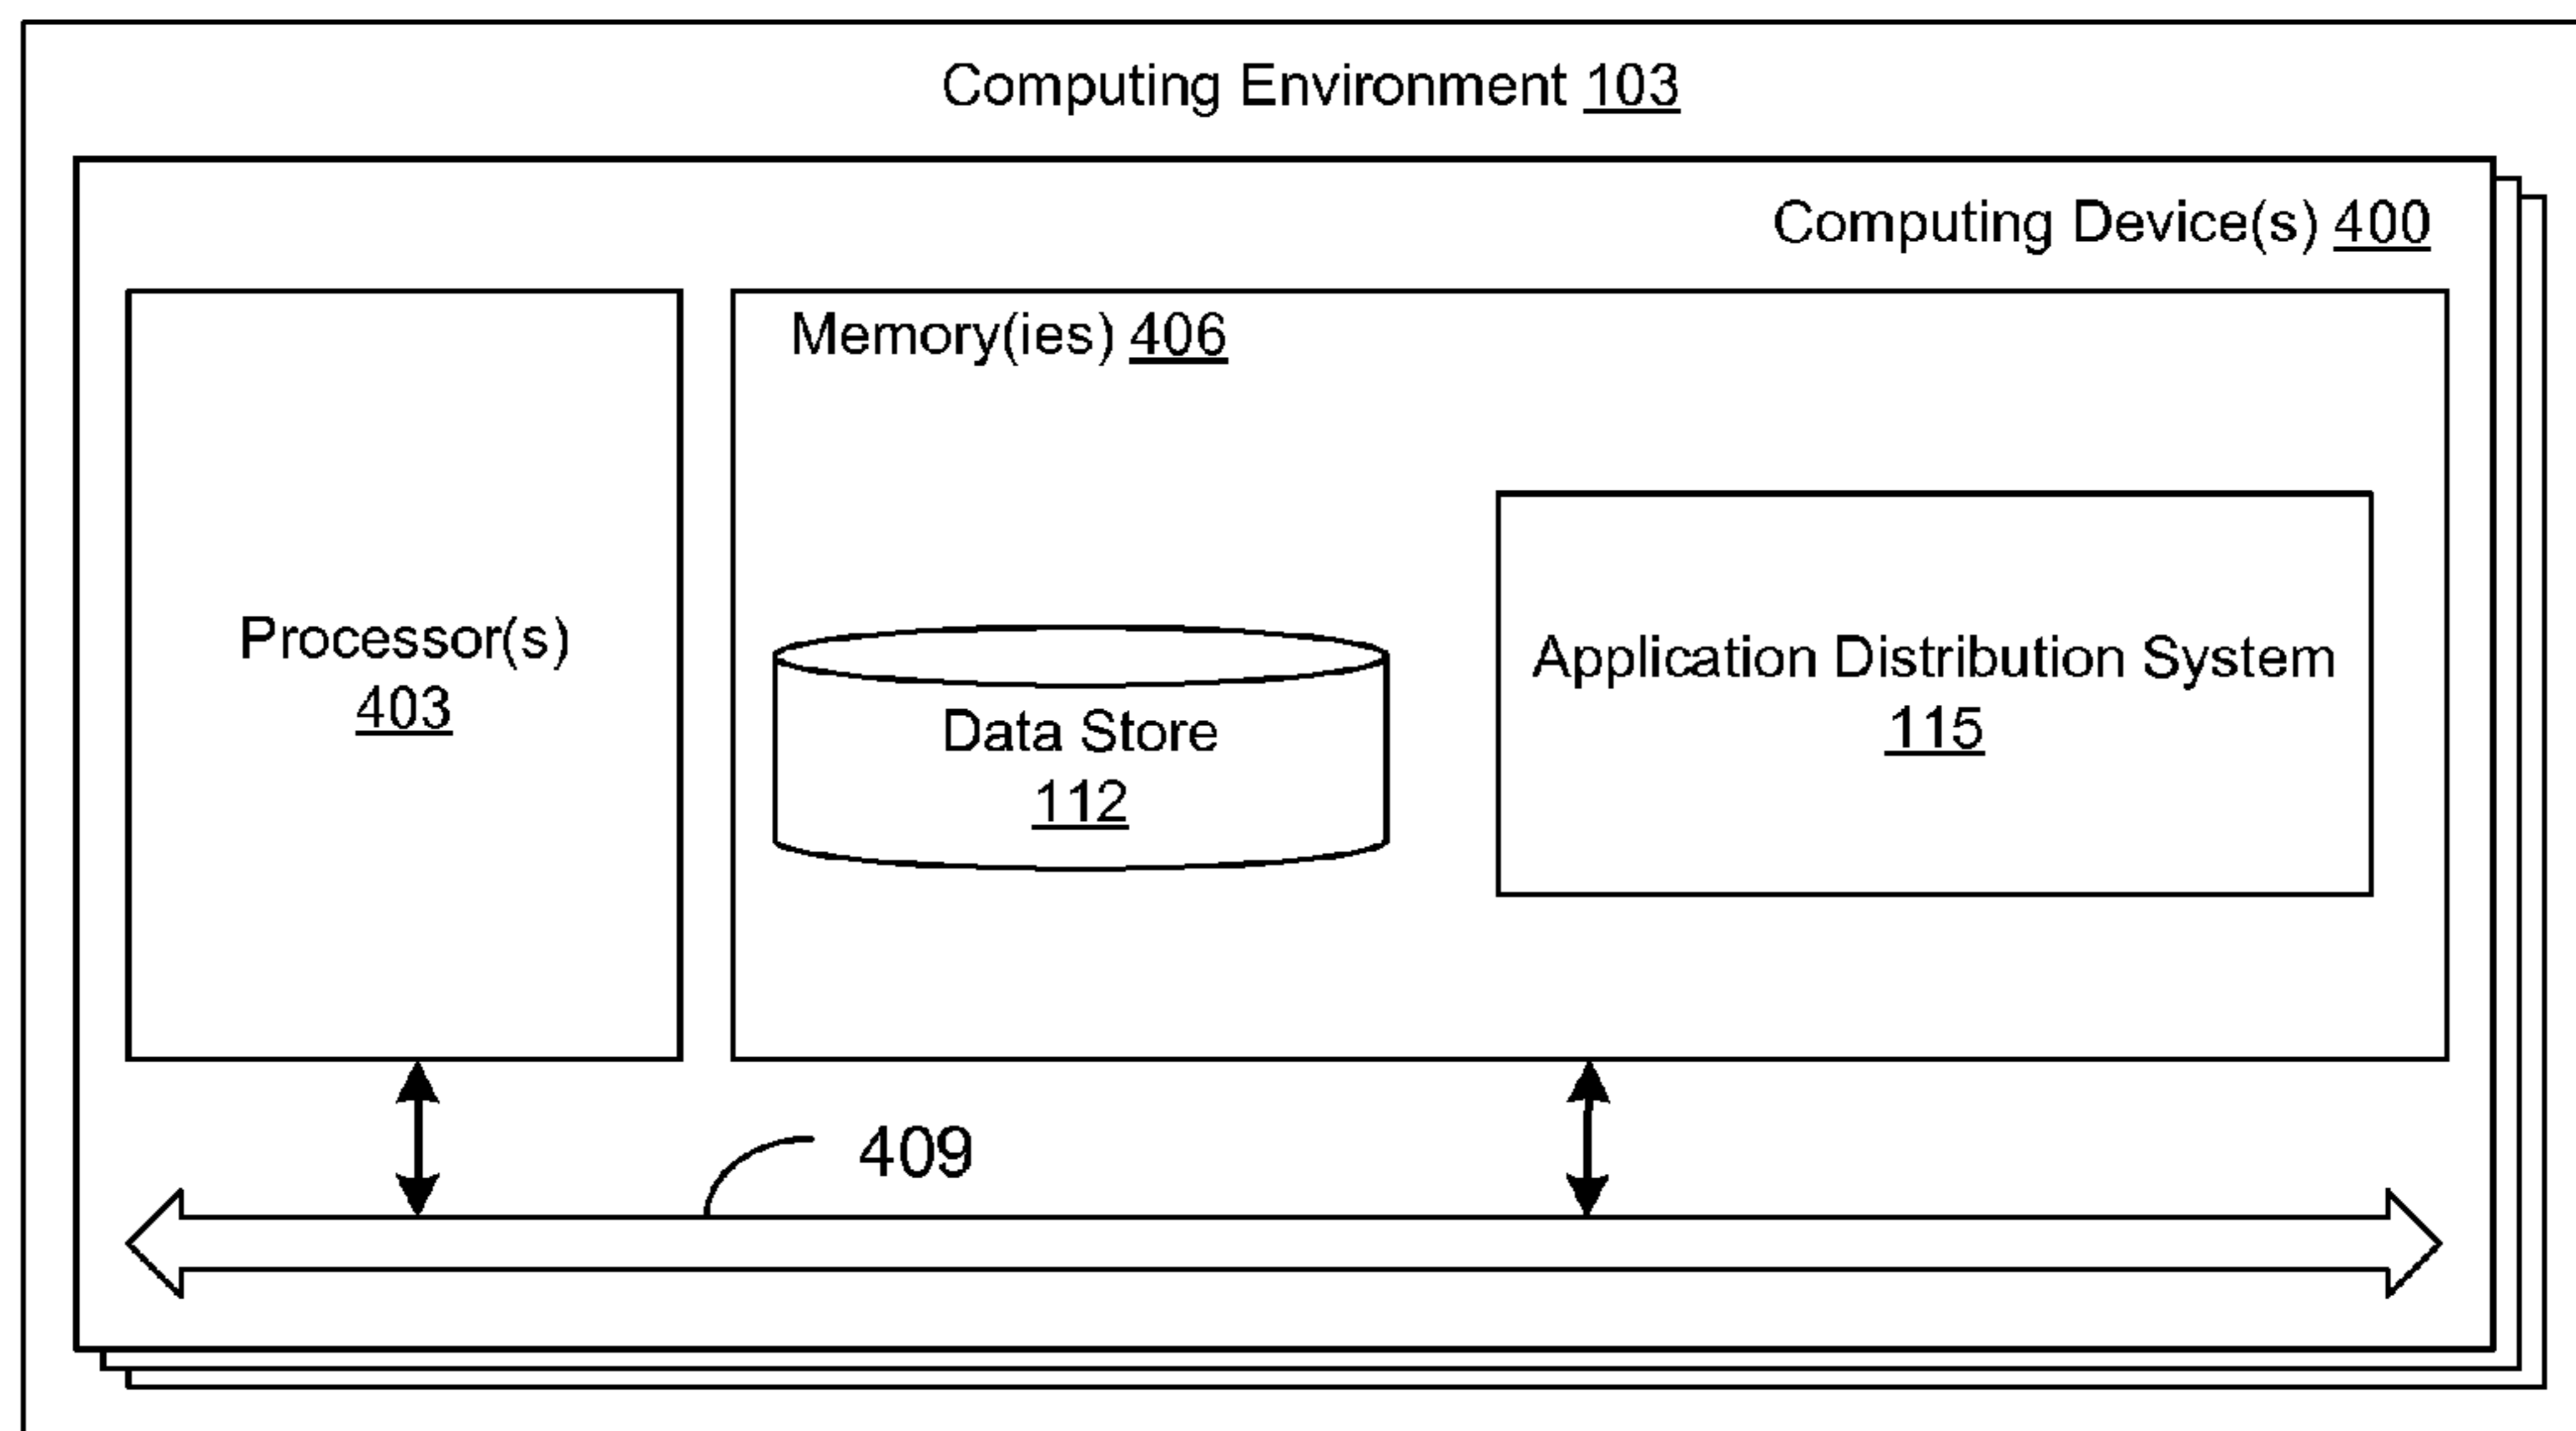 Computing Environment 103
Computing Device(s) 400
Memory(ies) 406
Processor(s)
403
Data Store
112
Application Distribution System
115
409